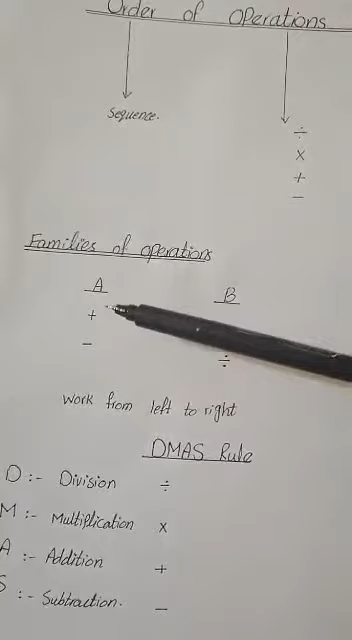 Order of operations
Sequence.
÷
×
+
-
Families of operations
A B
+
- ÷
work from left to right
DMAS Rule
D :- Division ÷
M :- Multiplication ×
A :- Addition +
S :- Subtraction. -